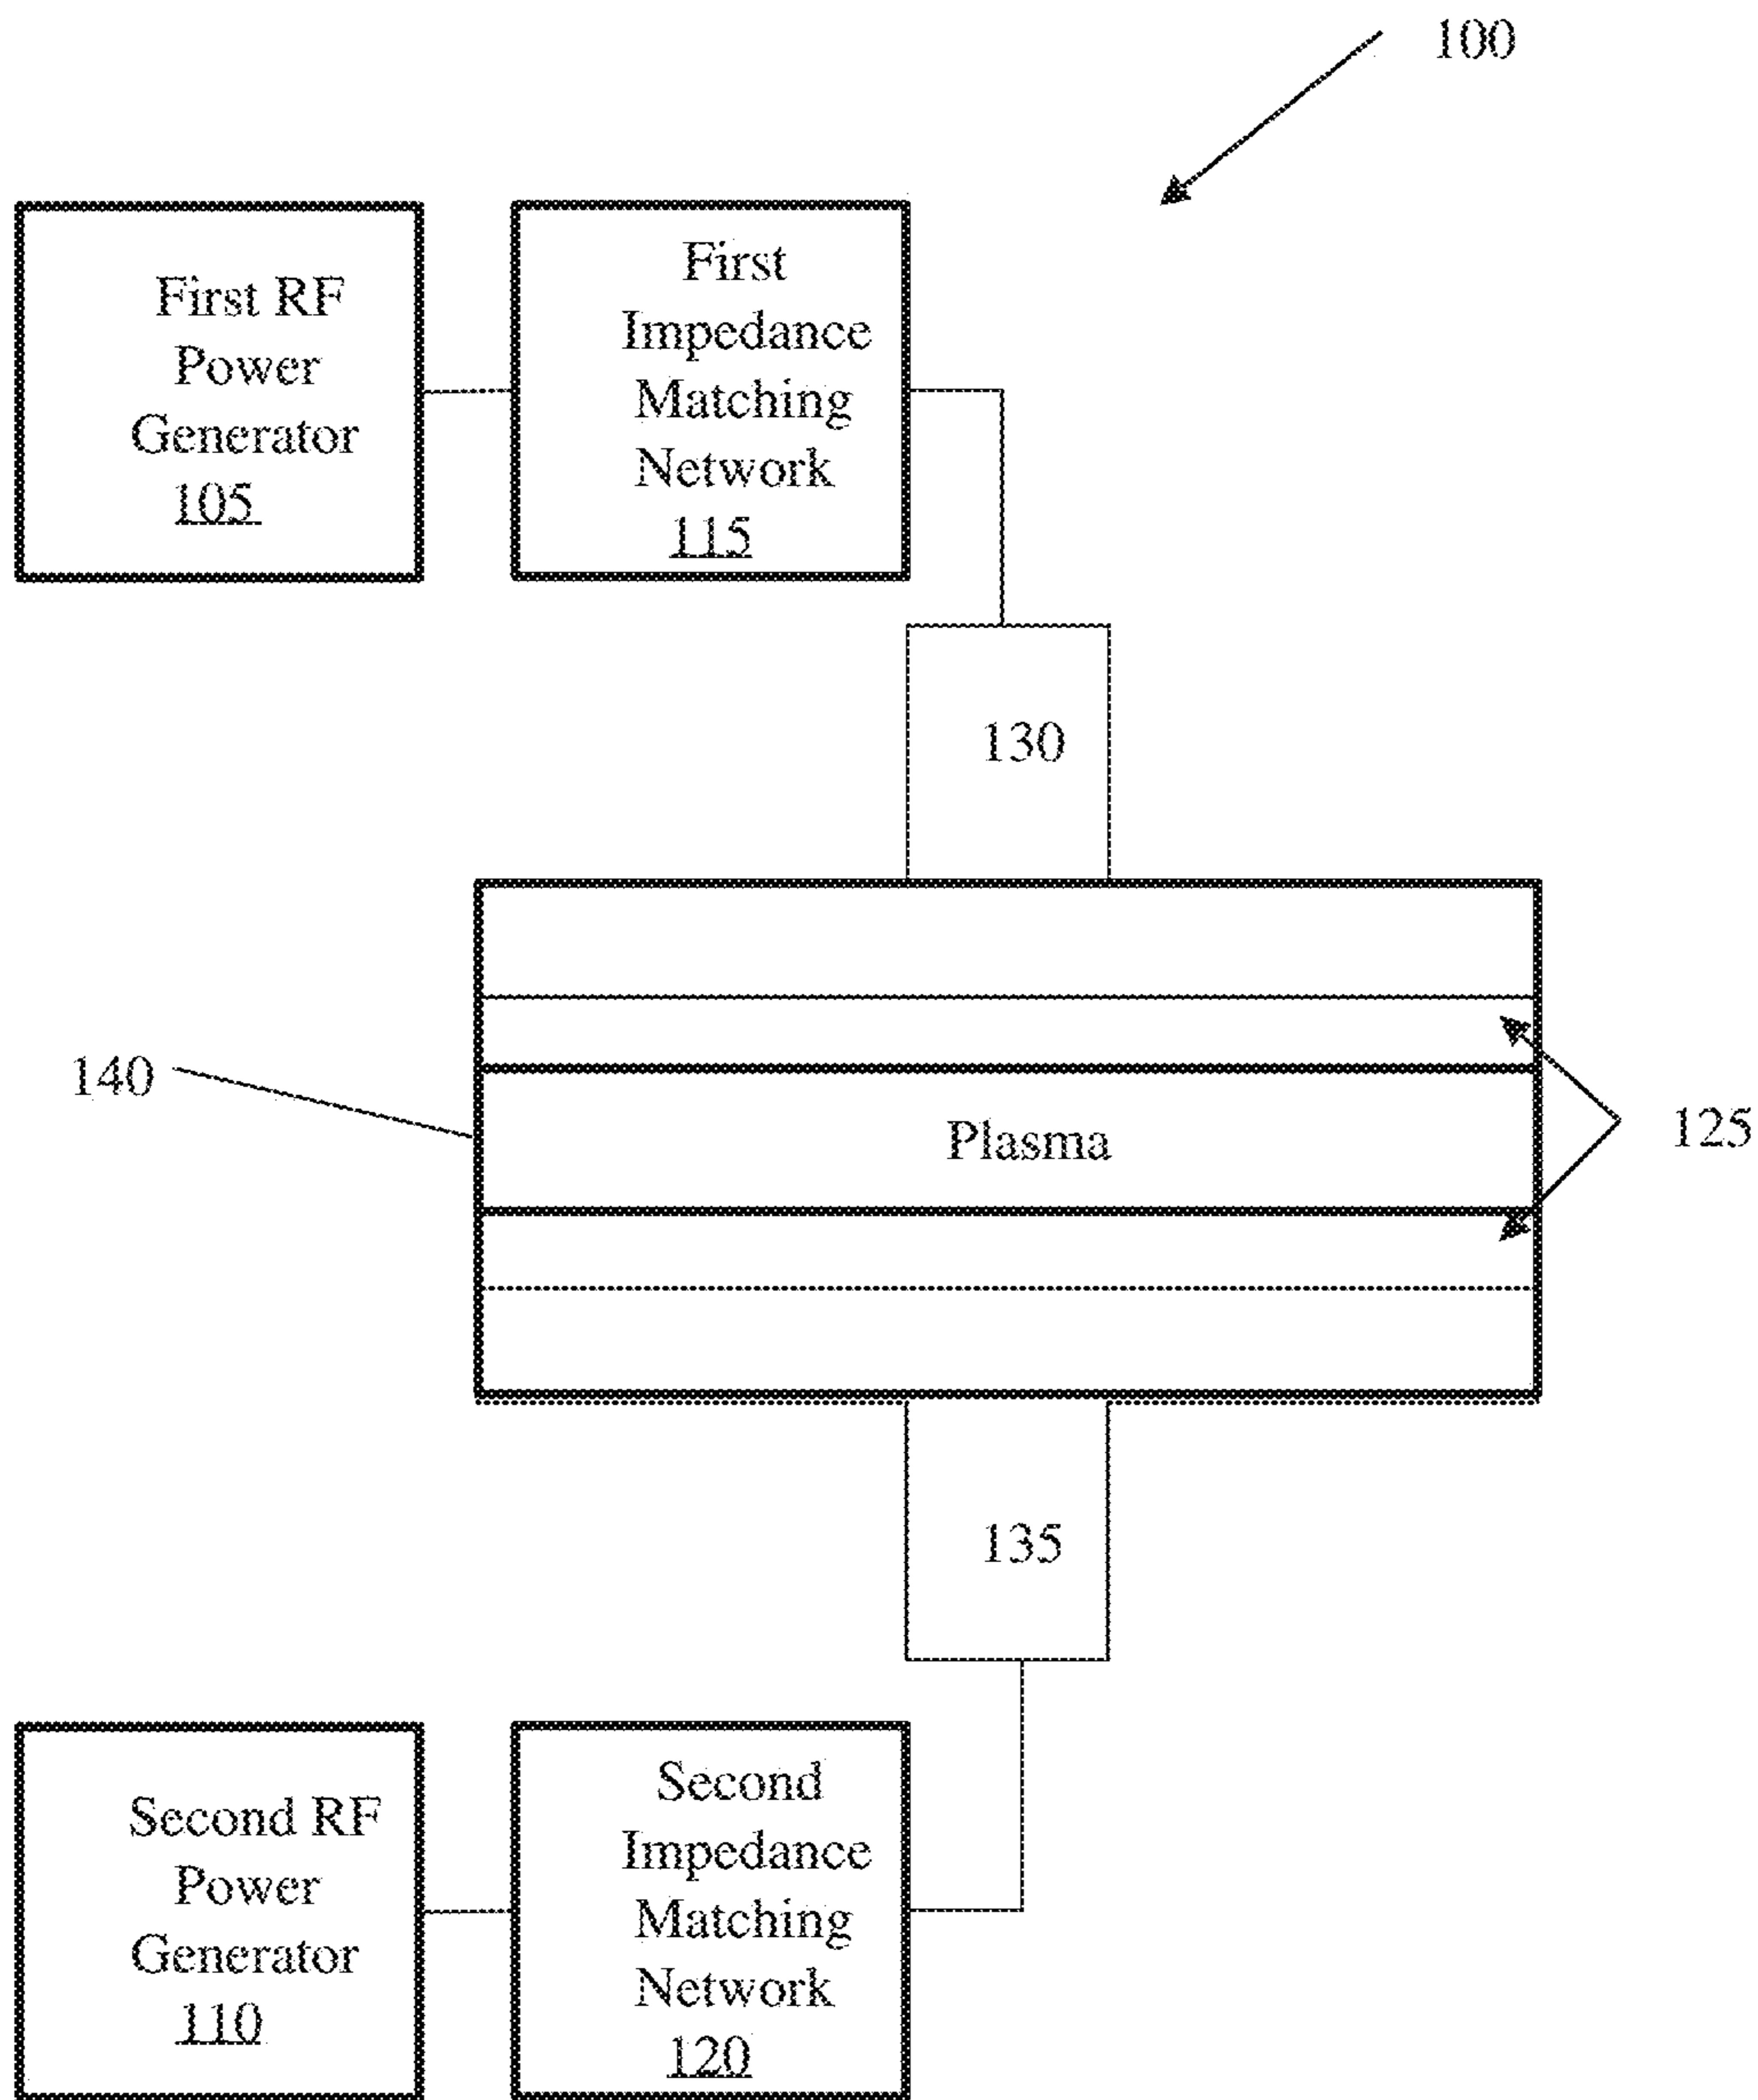 100
First RF
Power
Generator
105
First
Impedance
Matching
Network
115
130
140
Plasma
125
135
Second RF
Power
Generator
110
Second
Impedance
Matching
Network
120